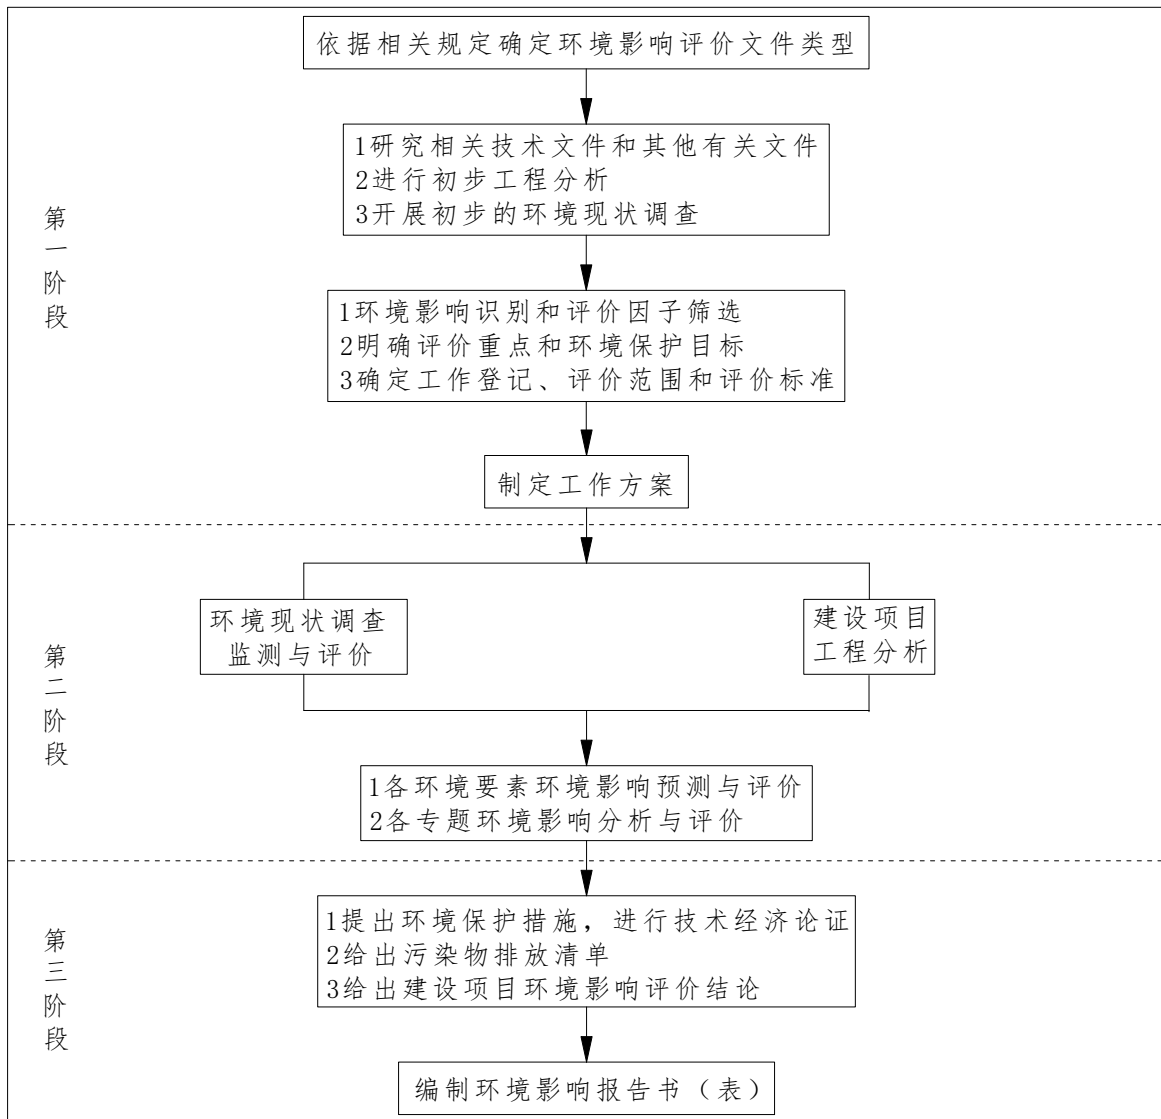 依据相关规定确定环境影响评价文件类型
1研究相关技术文件和其他有关文件
2进行初步工程分析
3开展初步的环境现状调查
第一阶段
1环境影响识别和评价因子筛选
2明确评价重点和环境保护目标
3确定工作登记、评价范围和评价标准
制定工作方案
环境现状调查
监测与评价
建设项目
工程分析
第二阶段
1各环境要素环境影响预测与评价
2各专题环境影响分析与评价
1提出环境保护措施，进行技术经济论证
2给出污染物排放清单
3给出建设项目环境影响评价结论
第三阶段
编制环境影响报告书（表）